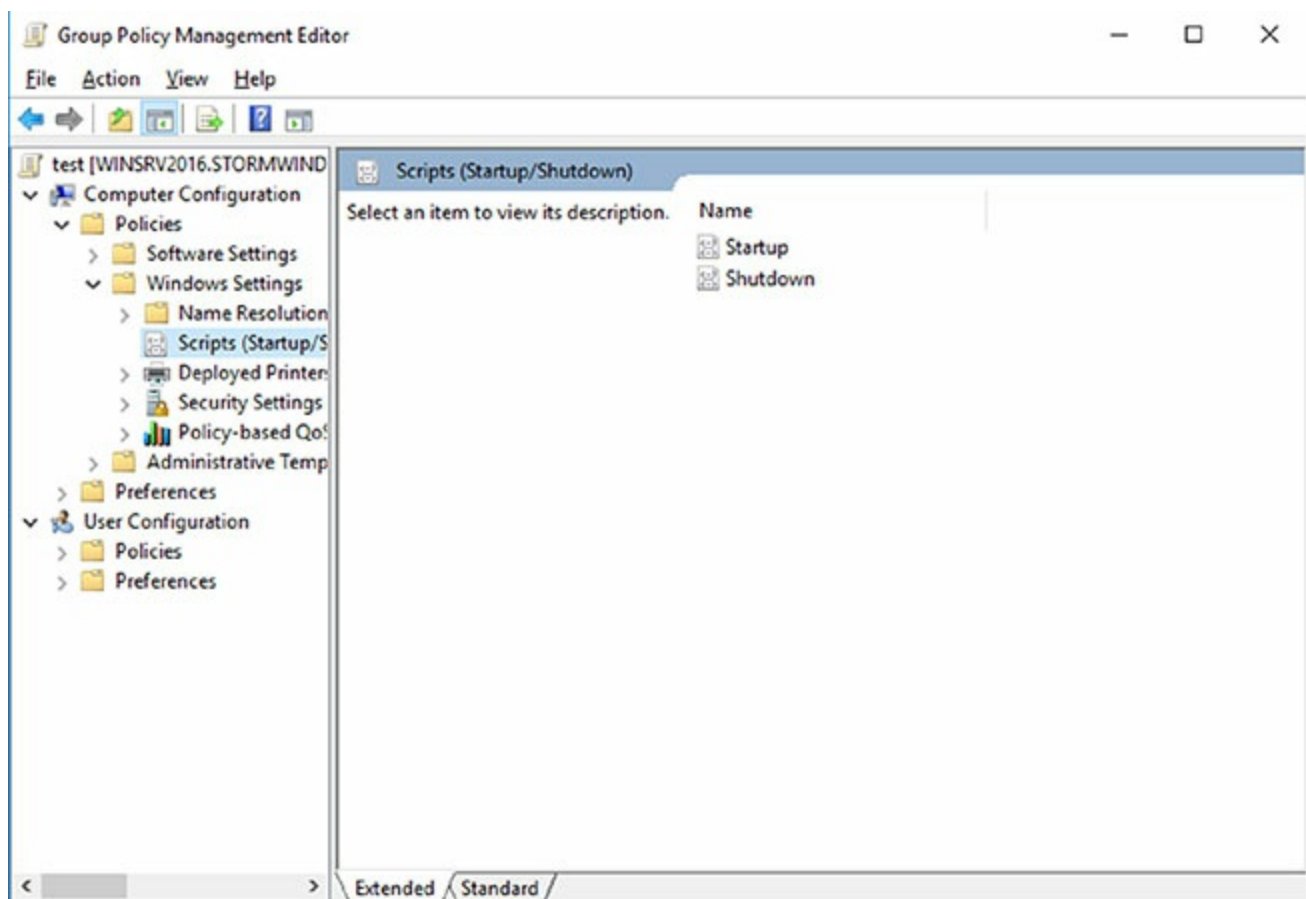 Group Policy Management Editor
File Action View Help
test [WINSRV2016.STORMWIND
Computer Configuration
Policies
Software Settings
Windows Settings
Name Resolution
Scripts (Startup/S
Deployed Printer
Security Settings
Policy-based QoS
Administrative Temp
Preferences
User Configuration
Policies
Preferences
Scripts (Startup/Shutdown)
Select an item to view its description.
Name
Startup
Shutdown
Extended Standard